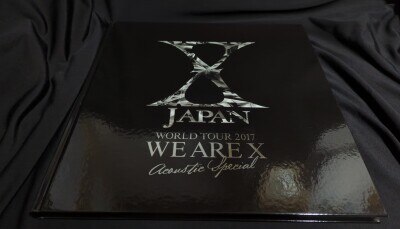 X
JAPAN
WORLD TOUR 2017
WE ARE X
Acoustic Special